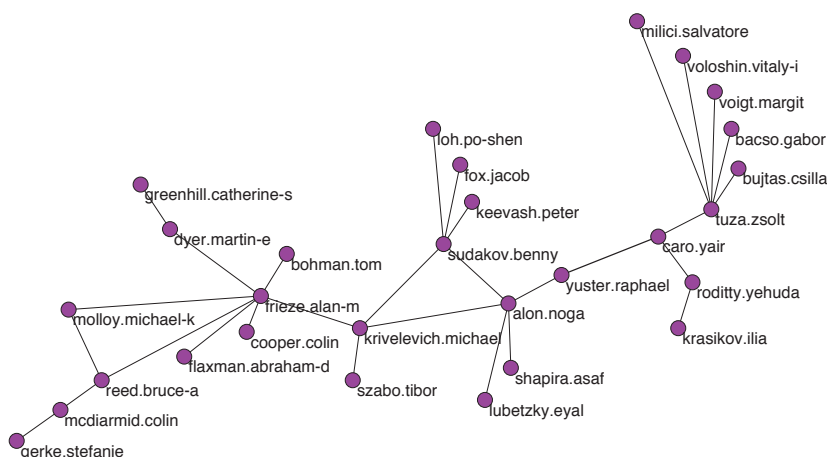 milici.salvatore
voloshin.vitaly-i
voigt.margit
loh.po-shen
bacso.gabor
fox.jacob
bujtas.csilla
greenhill.catherine-s
keevash.peter
tuza.zsolt
dyer.martin-e
caro.yair
sudakov.benny
bohman.tom
yuster.raphael
roditty.yehuda
frieze.alan-m
alon.noga
molloy.michael-k
krivelevich.michael
krasikov.ilia
cooper.colin
flaxman.abraham-d
shapira.asaf
reed.bruce-a
szabo.tibor
lubetzky.eyal
mcdiarmid.colin
gerke.stefanie